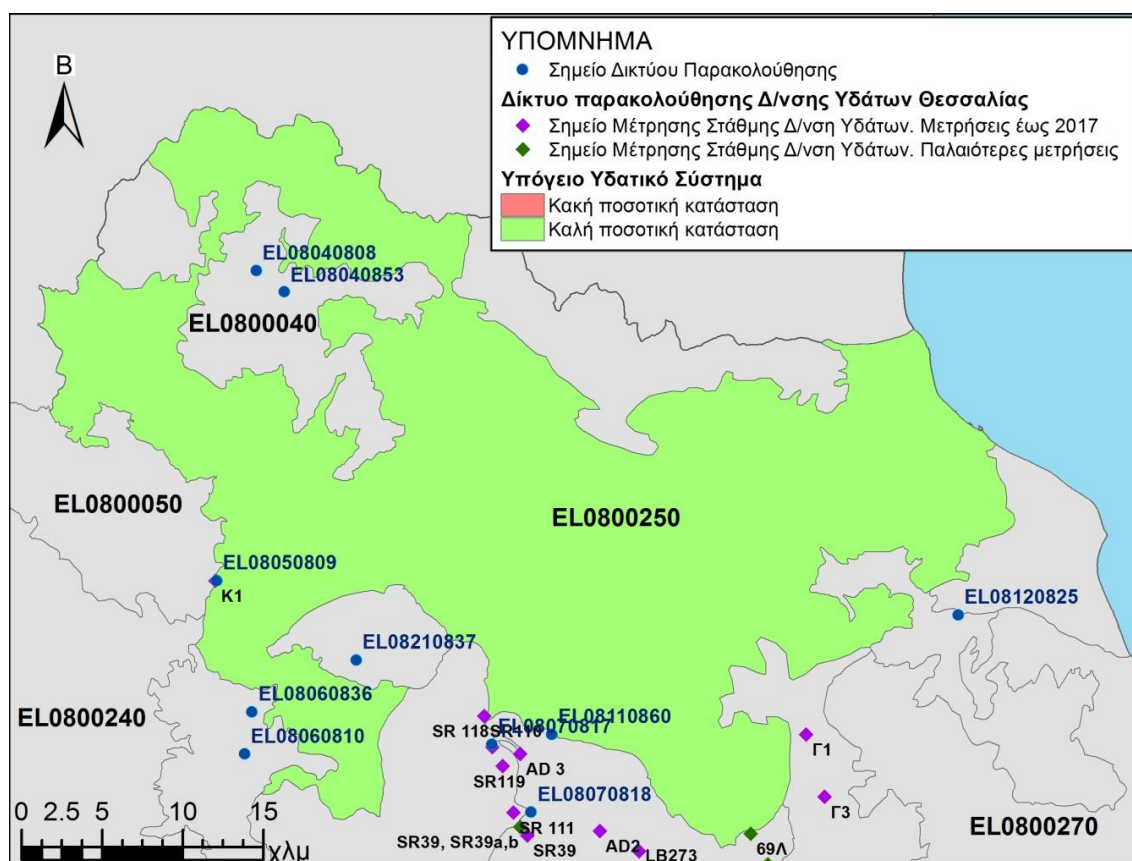 ΥΠΟΜΝΗΜΑ
Σημείο Δικτύου Παρακολούθησης
Δίκτυο παρακολούθησης Δ/νσης Υδάτων Θεσσαλίας
Σημείο Μέτρησης Στάθμης Δ/νση Υδάτων. Μετρήσεις έως 2017
Σημείο Μέτρησης Στάθμης Δ/νση Υδάτων. Παλαιότερες μετρήσεις
Υπόγειο Υδατικό Σύστημα
Κακή ποσοτική κατάσταση
Καλή ποσοτική κατάσταση
Β
EL08040808
EL08040853
EL0800040
EL0800050
EL0800250
EL08050809
Κ1
EL08120825
EL08210837
EL08060836
EL0800240
EL08060810
EL08110860
EL08070817
SR 118
Γ1
AD 3
SR119
EL08070818
Γ3
SR 111
EL0800270
SR39, SR39a,b
SR39
AD2
LB273
69Λ
0 2.5 5 10 15
χλμ